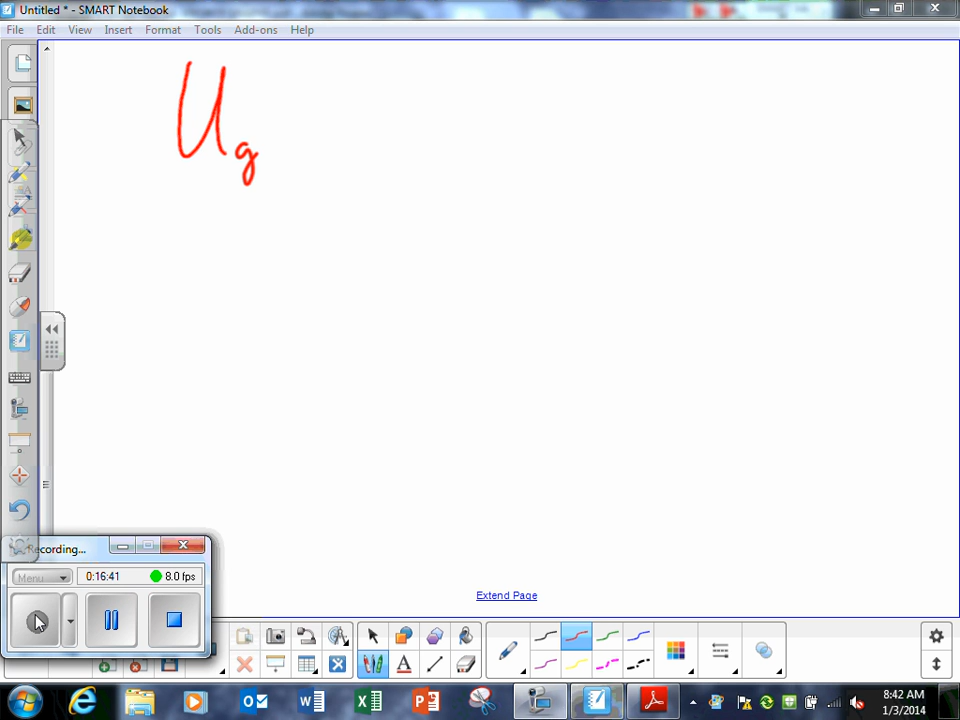 Untitled * - SMART Notebook
File Edit View Insert Format Tools Add-ons Help
Ug
Recording...
Menu 0:16:41 8.0 fps
Extend Page
A
8:42 AM
1/3/2014